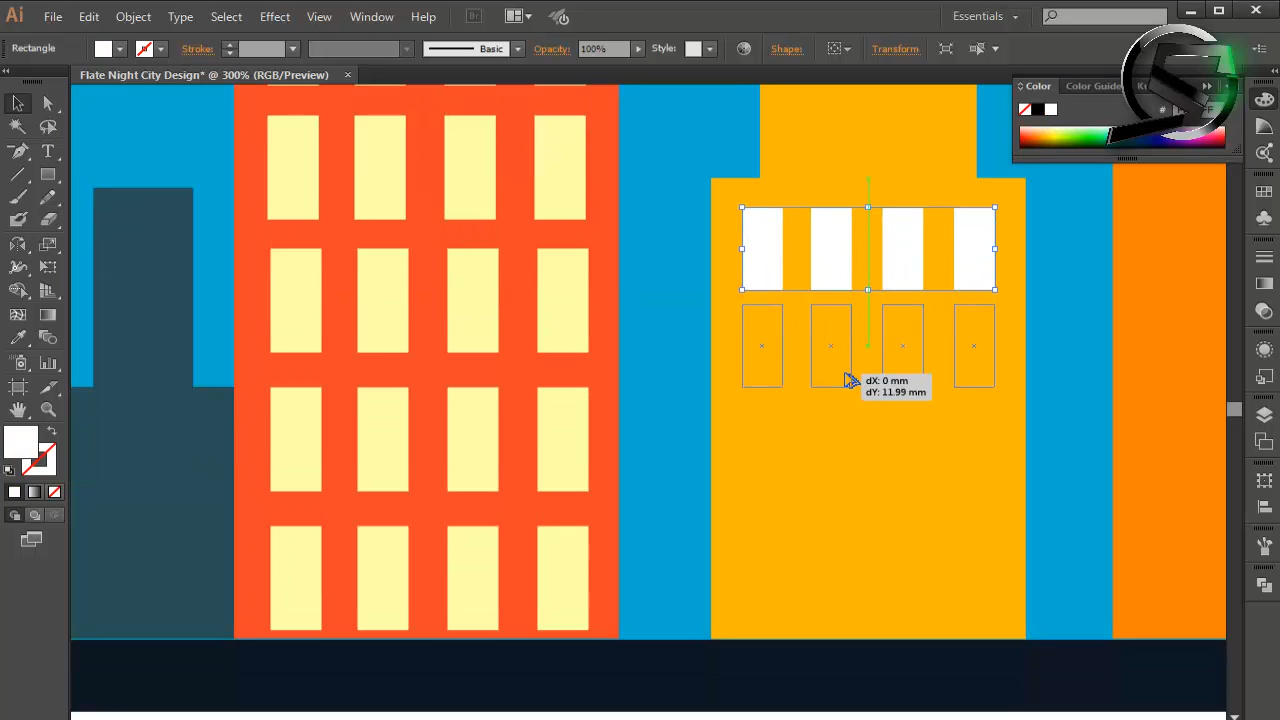 Ai File Edit Object Type Select Effect View Window Help Br Essentials
Rectangle Stroke: Basic Opacity: 100% Style: Shape: Transform
Flate Night City Design* @ 300% (RGB/Preview) ×
Color Color Guide
#
T
dX: 0 mm
dY: 11.99 mm